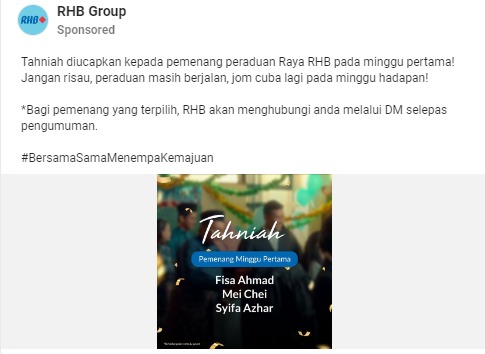 RHB
RHB Group
Sponsored
Tahniah diucapkan kepada pemenang peraduan Raya RHB pada minggu pertama!
Jangan risau, peraduan masih berjalan, jom cuba lagi pada minggu hadapan!
*Bagi pemenang yang terpilih, RHB akan menghubungi anda melalui DM selepas
pengumuman.
#BersamaSamaMenempaKemajuan
Tahniah
Pemenang Minggu Pertama
Fisa Ahmad
Mei Chei
Syifa Azhar